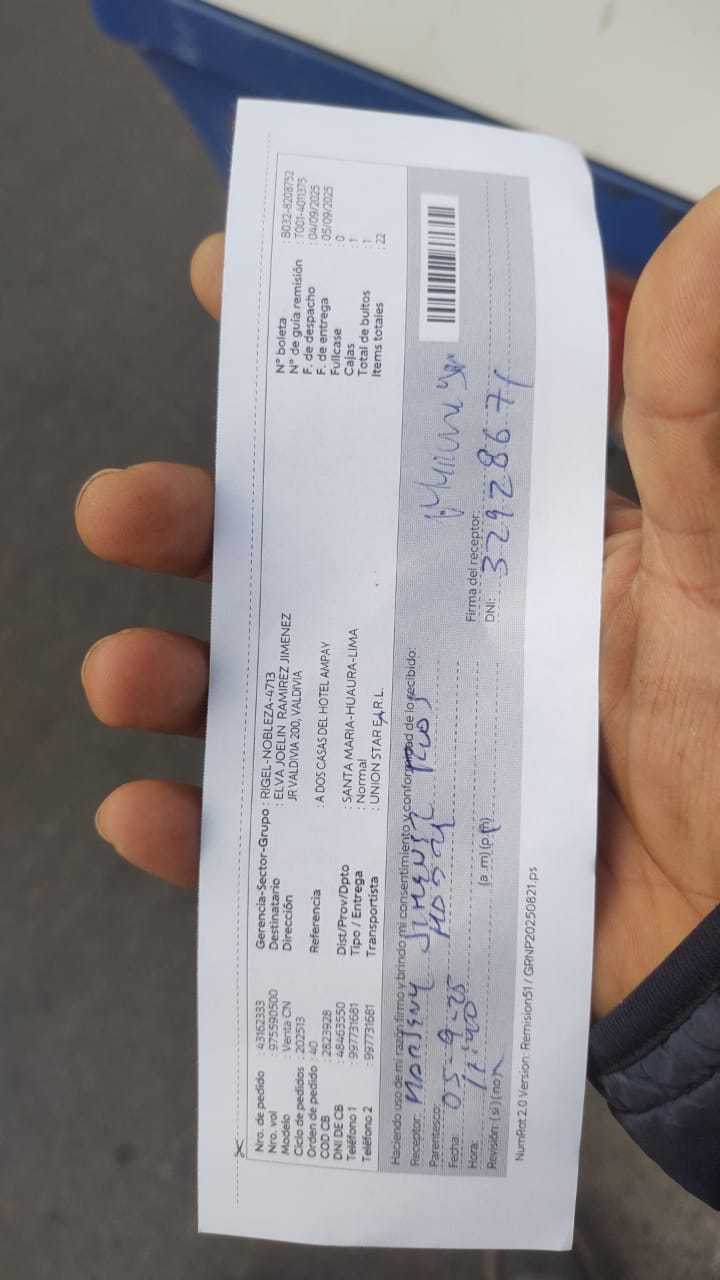 Nro. de pedido : 43162333
Nro. vol : 975590500
Modelo : Venta CN
Ciclo de pedidos : 202513
Orden de pedido : 40
COD CB : 2823928
DNI DE CB : 48463550
Teléfono 1 : 997731681
Teléfono 2 : 997731681
Gerencia-Sector-Grupo : RIGEL-NOBLEZA-4713
Destinatario : ELVA JOELIN RAMIREZ JIMENEZ
Dirección : JR VALDIVIA 200, VALDIVIA
Referencia : A DOS CASAS DEL HOTEL AMPAY
Dist/Prov/Dpto : SANTA MARIA-HUAURA-LIMA
Tipo / Entrega : Normal
Transportista : UNION STAR E.I.R.L.
N° boleta : B032-8208752
N° de guía remisión : T001-4011375
F. de despacho : 04/09/2025
F. de entrega : 05/09/2025
Fullcase : 0
Cajas : 1
Total de bultos : 1
Items totales : 22
Haciendo uso de mi razón firmo y brindo mi consentimiento y conformidad de lo recibido:
Receptor:
Parentesco:
Fecha: 05-9-25
Hora: 11:40 (a .m) (p.m)
Revisión: (si) (no)
Firma del receptor:
DNI: 32928671
NumRot 2.0 Version: Remision51 / GRNP20250821.ps